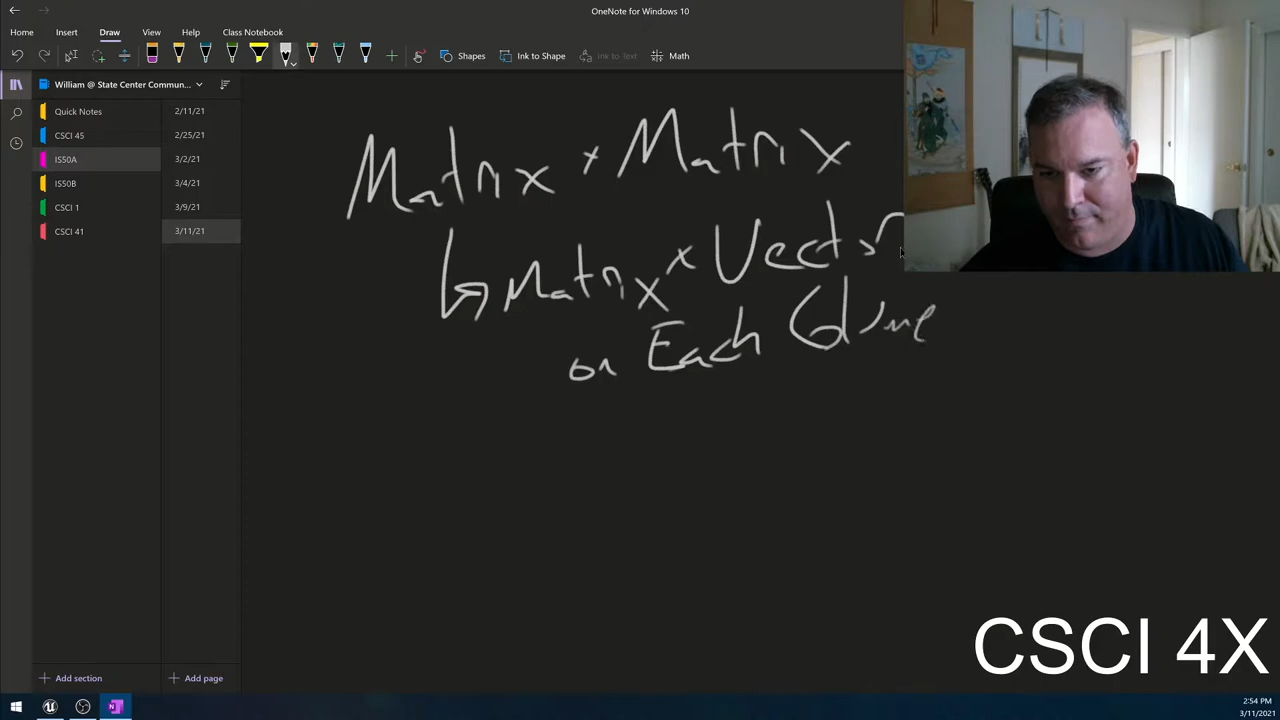 OneNote for Windows 10
Home Insert Draw View Help Class Notebook
Shapes Ink to Shape Ink to Text Math
William @ State Center Commun...
Quick Notes 2/11/21
CSCI 45 2/25/21
IS50A 3/2/21
IS50B 3/4/21
CSCI 1 3/9/21
CSCI 41 3/11/21
Matrix × Matrix
Matrix × Vector
on Each
Add section Add page
CSCI 4X
2:54 PM
3/11/2021